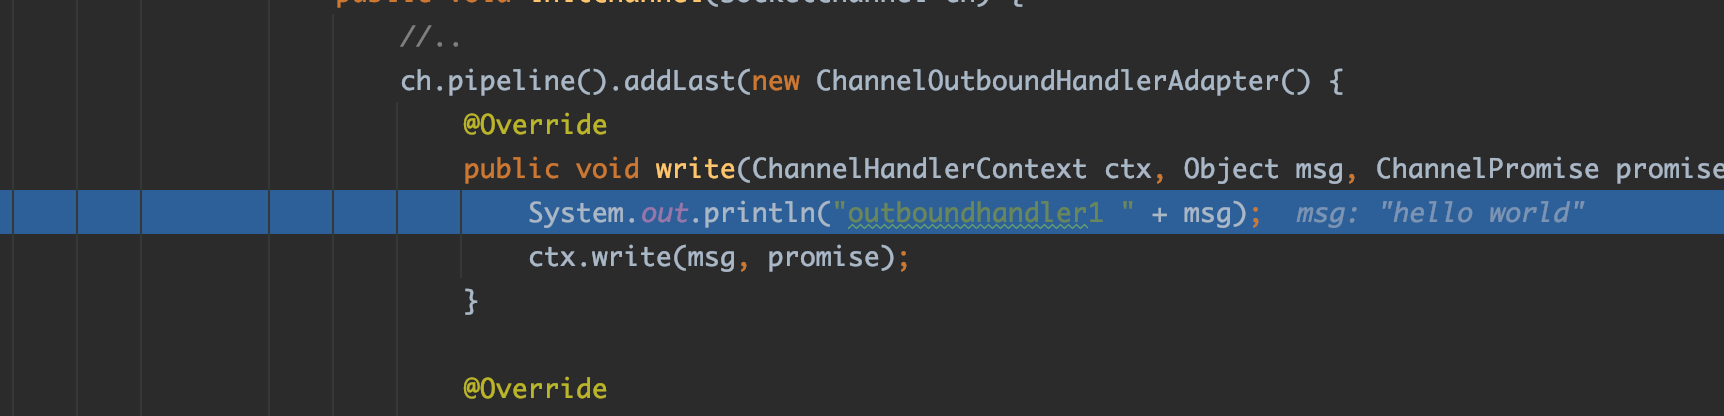 public void initChannel(SocketChannel ch) {
//..
ch.pipeline().addLast(new ChannelOutboundHandlerAdapter() {
@Override
public void write(ChannelHandlerContext ctx, Object msg, ChannelPromise promise
System.out.println("outboundhandler1 " + msg); msg: "hello world"
ctx.write(msg, promise);
}
@Override